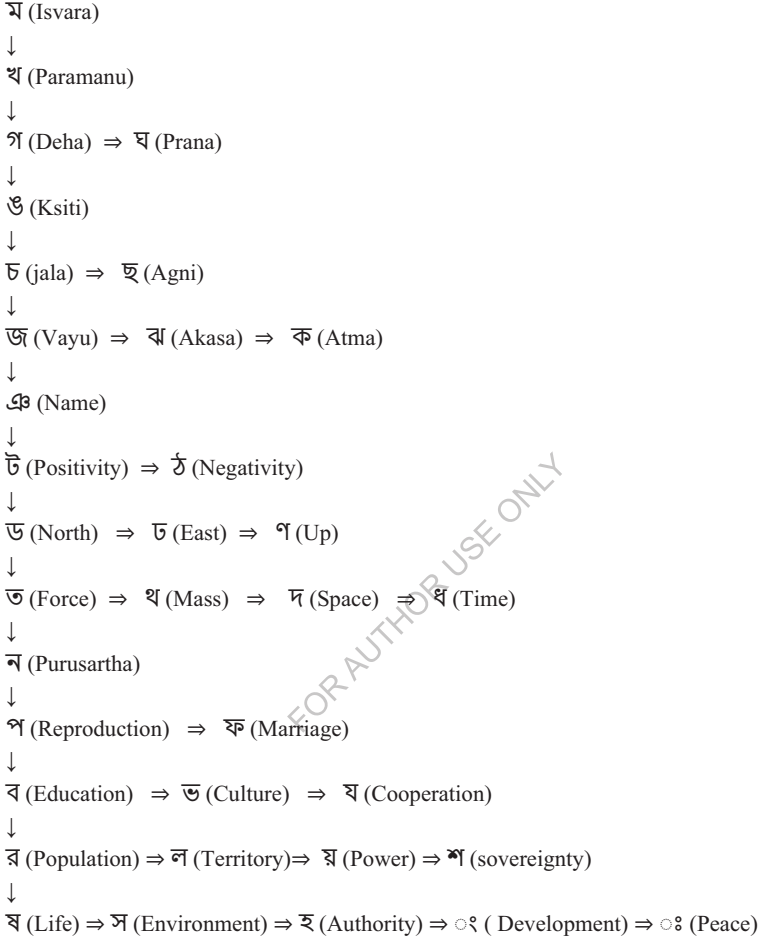 ম (Isvara)
↓
খ (Paramanu)
↓
গ (Deha) ⇒ ঘ (Prana)
↓
ঙ (Ksiti)
↓
চ (jala) ⇒ ছ (Agni)
↓
জ (Vayu) ⇒ ঝ (Akasa) ⇒ ক (Atma)
↓
ঞ (Name)
↓
ট (Positivity) ⇒ ঠ (Negativity)
↓
ড (North) ⇒ ঢ (East) ⇒ ণ (Up)
↓
ত (Force) ⇒ থ (Mass) ⇒ দ (Space) ⇒ ধ (Time)
↓
ন (Purusartha)
↓
প (Reproduction) ⇒ ফ (Marriage)
↓
ব (Education) ⇒ ভ (Culture) ⇒ য (Cooperation)
↓
র (Population) ⇒ ল (Territory)⇒ য় (Power) ⇒ শ (sovereignty)
↓
ষ (Life) ⇒ স (Environment) ⇒ হ (Authority) ⇒ ং ( Development) ⇒ ঃ (Peace)
FOR AUTHOR USE ONLY